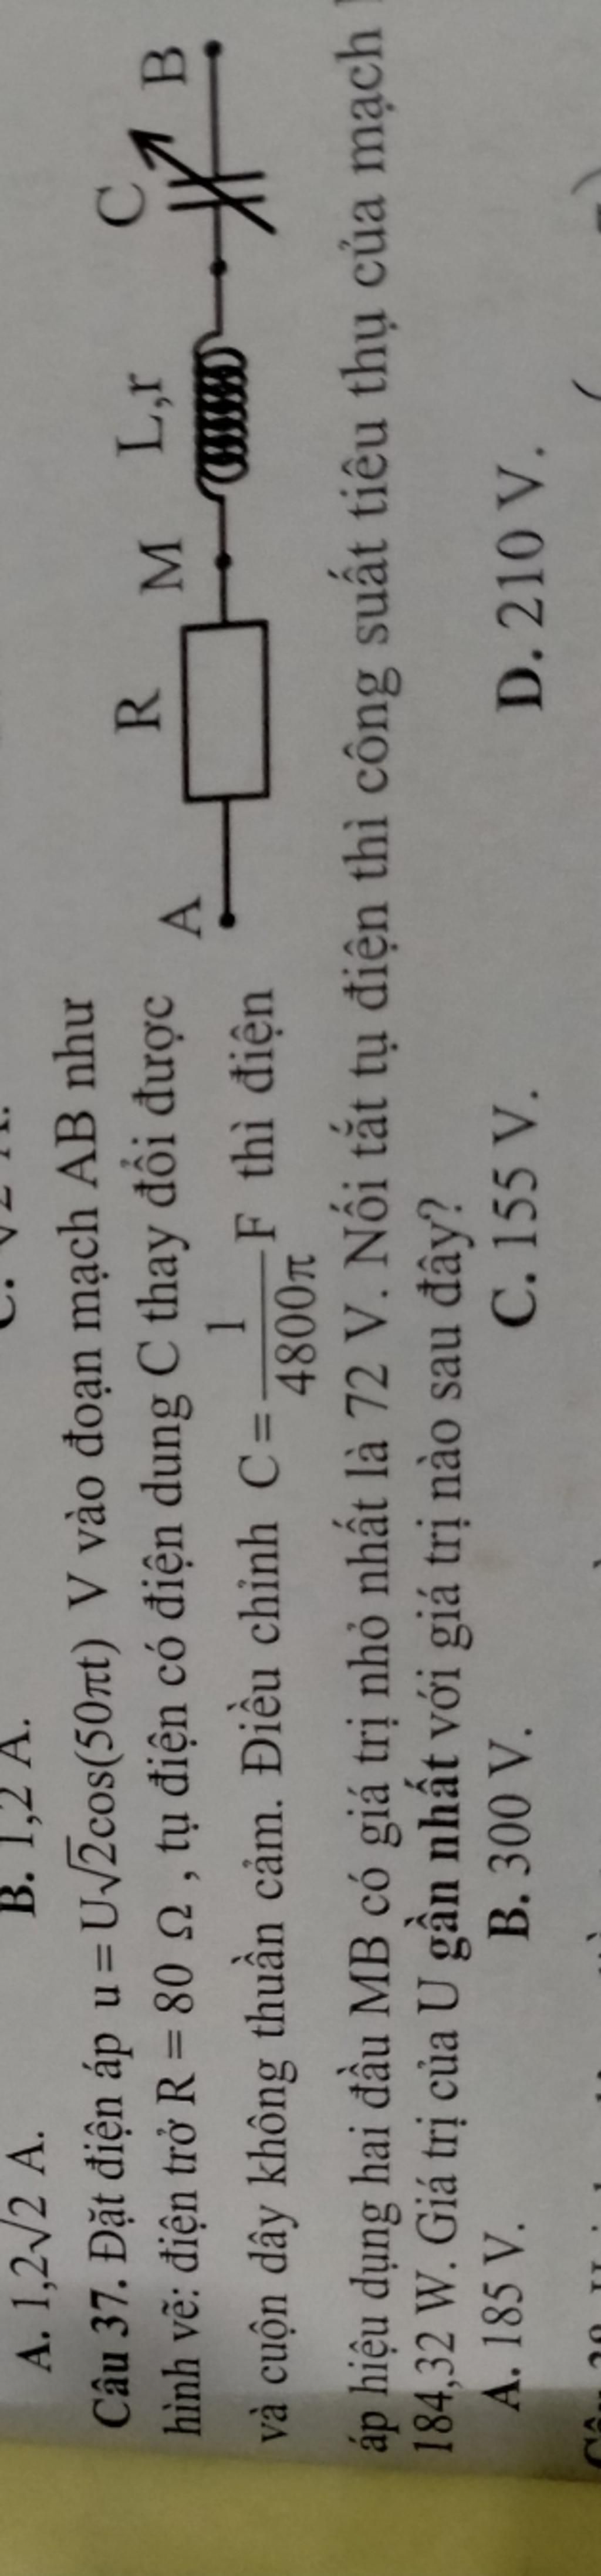 A. 1,2√2 A. B. 1,2 A.
Câu 37. Đặt điện áp u = U√2cos(50πt) V vào đoạn mạch AB như
hình vẽ: điện trở R = 80 Ω , tụ điện có điện dung C thay đổi được
và cuộn dây không thuần cảm. Điều chỉnh C = 1/4800π F thì điện
áp hiệu dụng hai đầu MB có giá trị nhỏ nhất là 72 V. Nối tắt tụ điện thì công suất tiêu thụ của mạch
184,32 W. Giá trị của U gần nhất với giá trị nào sau đây?
A. 185 V. B. 300 V. C. 155 V. D. 210 V.
A R M L,r C B